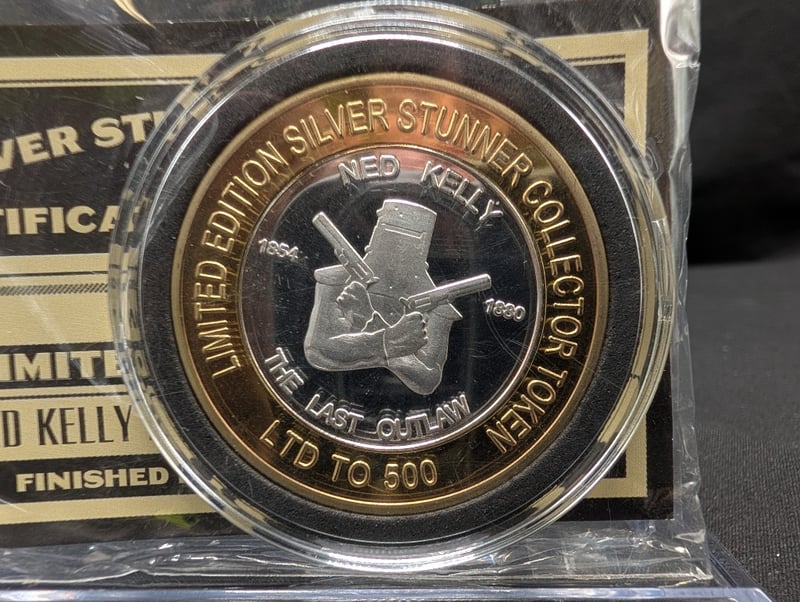 LIMITED EDITION SILVER STUNNER COLLECTOR TOKEN
LTD TO 500
NED KELLY
1854
1880
THE LAST OUTLAW
VER ST
TIFICA
IMITE
D KELLY
FINISHED